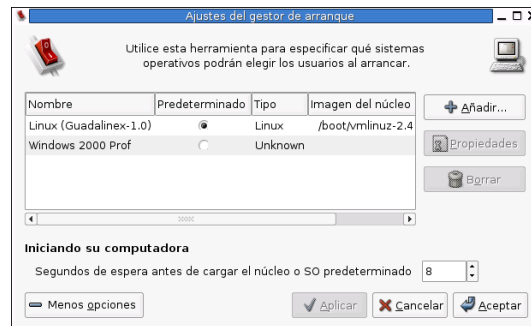 Ajustes del gestor de arranque
Utilice esta herramienta para especificar qué sistemas
operativos podrán elegir los usuarios al arrancar.
Nombre Predeterminado Tipo Imagen del núcleo
Linux (Guadalinex-1.0) Linux /boot/vmlinuz-2.4
Windows 2000 Prof Unknown
Añadir...
Propiedades
Borrar
Iniciando su computadora
Segundos de espera antes de cargar el núcleo o SO predeterminado 8
Menos opciones Aplicar Cancelar Aceptar